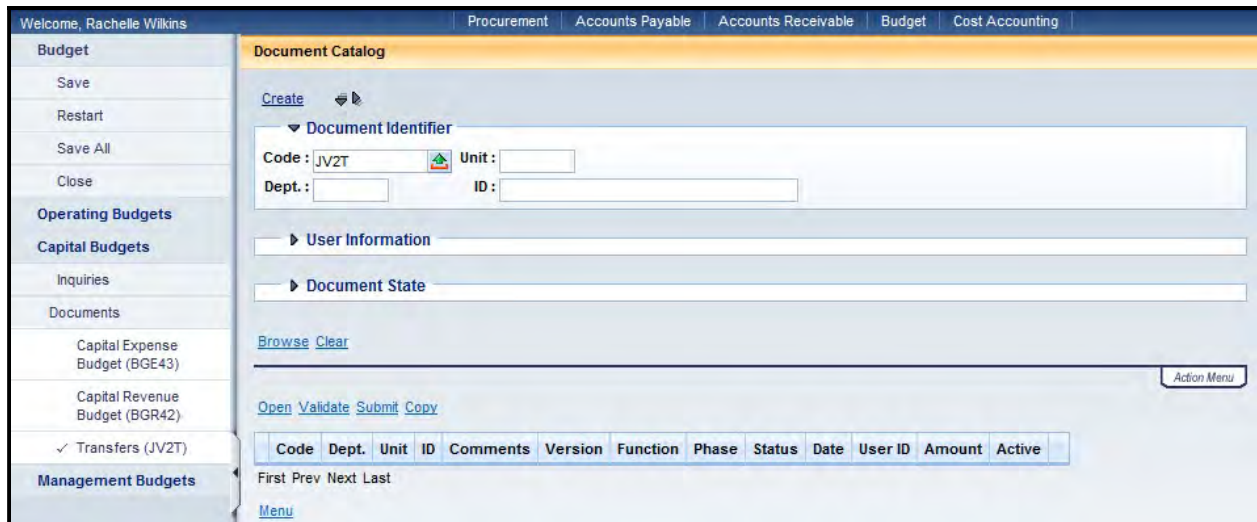 Welcome, Rachelle Wilkins
Procurement Accounts Payable Accounts Receivable Budget Cost Accounting
Budget
Save
Restart
Save All
Close
Operating Budgets
Capital Budgets
Inquiries
Documents
Capital Expense
Budget (BGE43)
Capital Revenue
Budget (BGR42)
✓ Transfers (JV2T)
Management Budgets
Document Catalog
Create
Document Identifier
Code : JV2T Unit :
Dept. : ID :
User Information
Document State
Browse Clear
Action Menu
Open Validate Submit Copy
Code Dept. Unit ID Comments Version Function Phase Status Date User ID Amount Active
First Prev Next Last
Menu